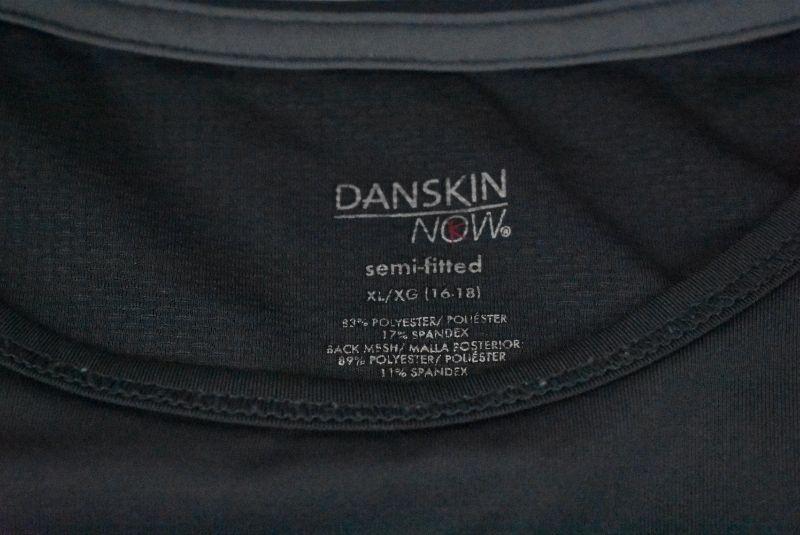 DANSKIN
NOW®
semi-fitted
XL/XG (16-18)
83% POLYESTER/ POLIÉSTER
17% SPANDEX
BACK MESH/ MALLA POSTERIOR:
89% POLYESTER/ POLIÉSTER
11% SPANDEX